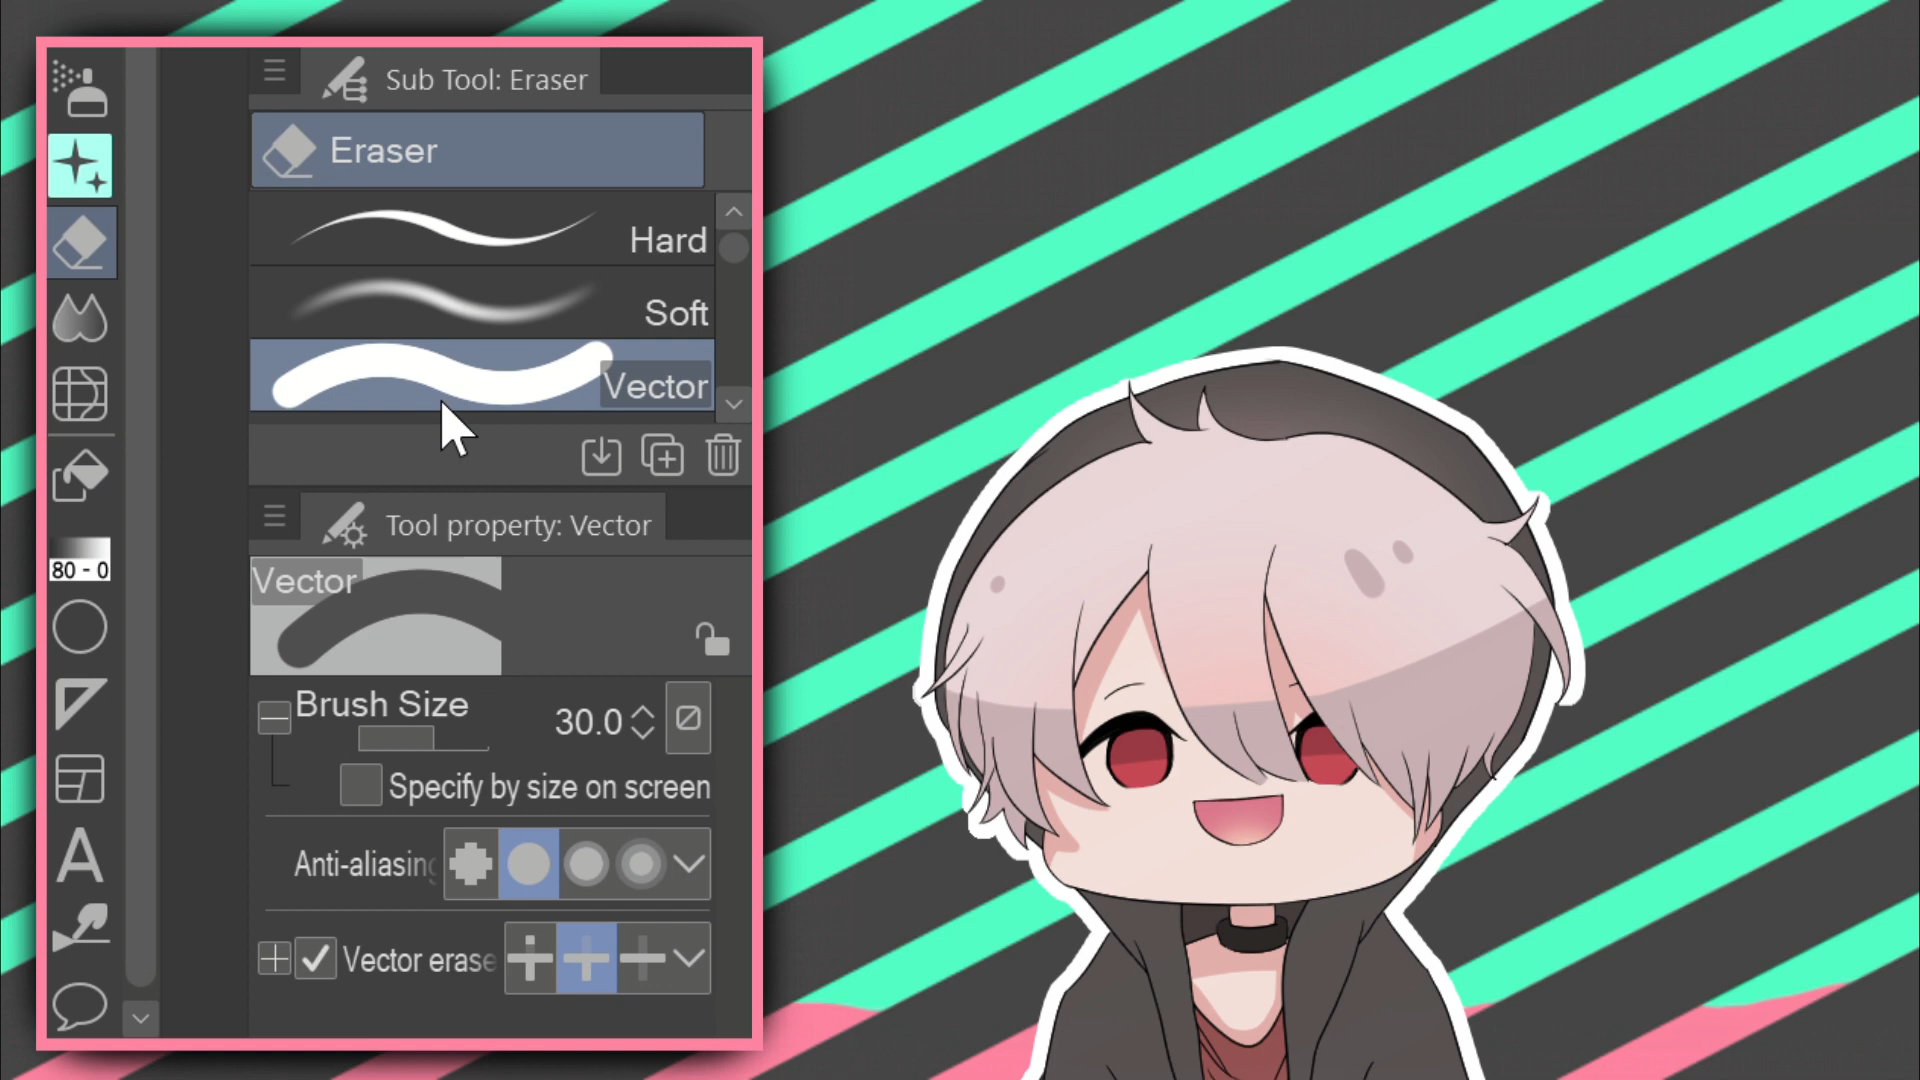 Sub Tool: Eraser
Eraser
Hard
Soft
Vector
Tool property: Vector
Vector
Brush Size
30.0
Specify by size on screen
Anti-aliasing
Vector erase
80 - 0
A